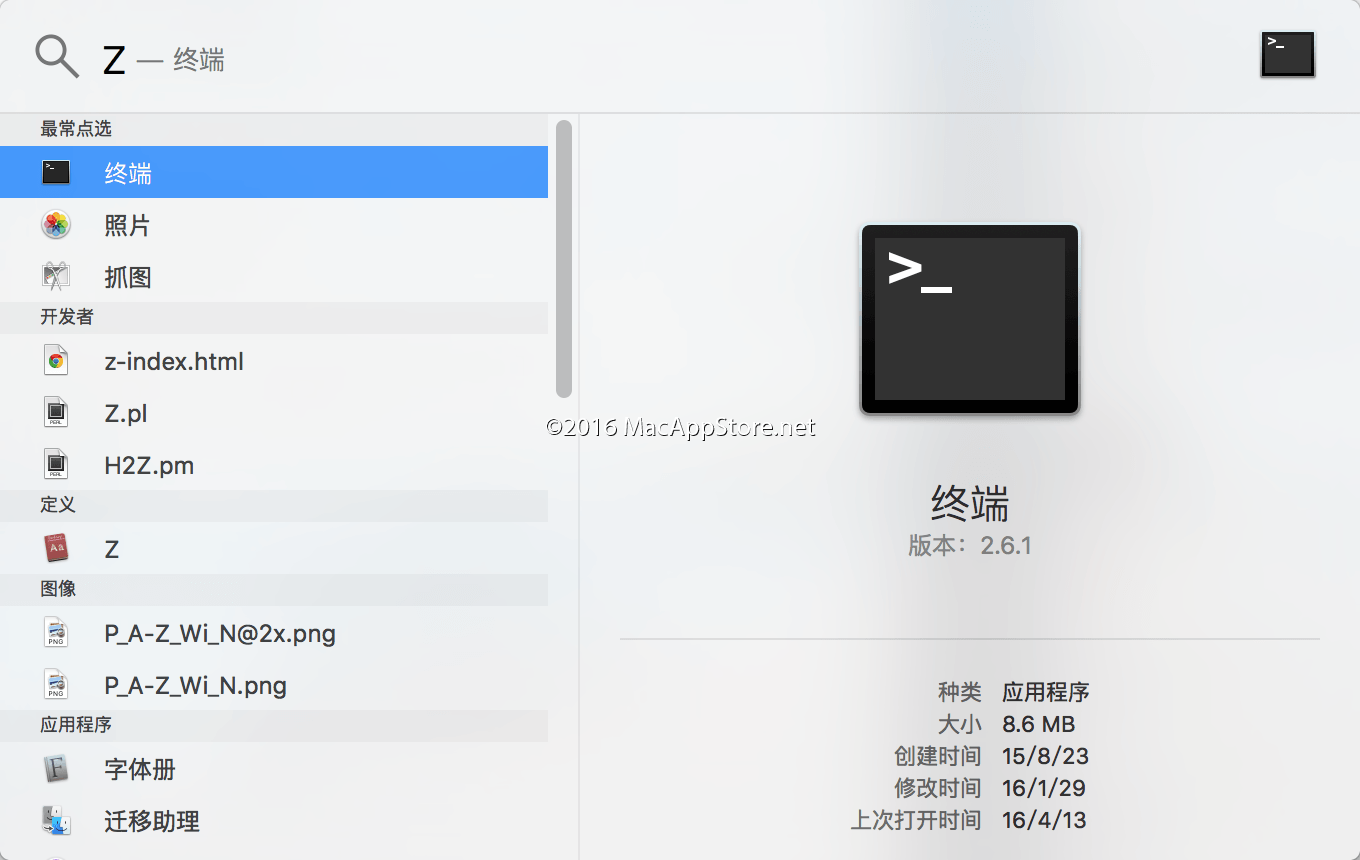 Z — 终端
最常点选
终端
照片
抓图
开发者
z-index.html
Z.pl
H2Z.pm
定义
Z
图像
P_A-Z_Wi_N@2x.png
P_A-Z_Wi_N.png
应用程序
字体册
迁移助理
©2016 MacAppStore.net
终端
版本：2.6.1
种类 应用程序
大小 8.6 MB
创建时间 15/8/23
修改时间 16/1/29
上次打开时间 16/4/13